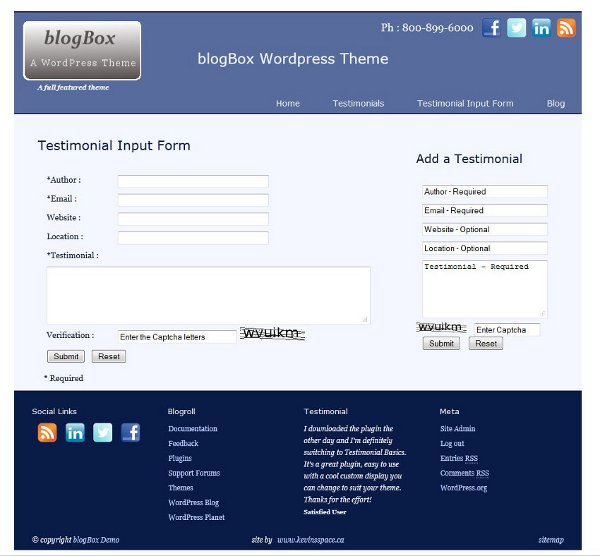 blogBox
A WordPress Theme
A full featured theme
Ph : 800-899-6000
blogBox Wordpress Theme
Home Testimonials Testimonial Input Form Blog
Testimonial Input Form
*Author :
*Email :
Website :
Location :
*Testimonial :
Verification : Enter the Captcha letters wvuikm
Submit Reset
* Required
Add a Testimonial
Author - Required
Email - Required
Website - Optional
Location - Optional
Testimonial - Required
wvuikm Enter Captcha
Submit Reset
Social Links
Blogroll
Documentation
Feedback
Plugins
Support Forums
Themes
WordPress Blog
WordPress Planet
Testimonial
I downloaded the plugin the
other day and I'm definitely
switching to Testimonial Basics.
It's a great plugin, easy to use
with a cool custom display you
can change to suit your theme.
Thanks for the effort!
Satisfied User
Meta
Site Admin
Log out
Entries RSS
Comments RSS
WordPress.org
© copyright blogBox Demo site by www.kevinsspace.ca sitemap